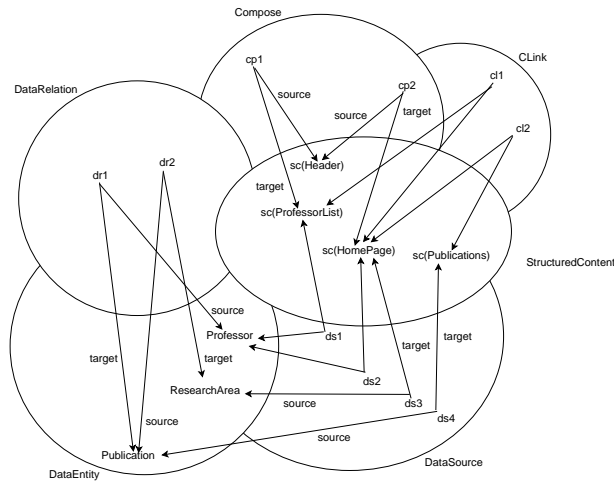 Compose
CLink
cp1
cl1
DataRelation
source
cp2
source
target
cl2
dr2
sc(Header)
target
dr1
sc(ProfessorList)
sc(HomePage)
sc(Publications)
StructuredContent
source
Professor
ds1
target
target
target
target
ds2
ResearchArea
source
ds3
ds4
source
source
Publication
DataSource
DataEntity